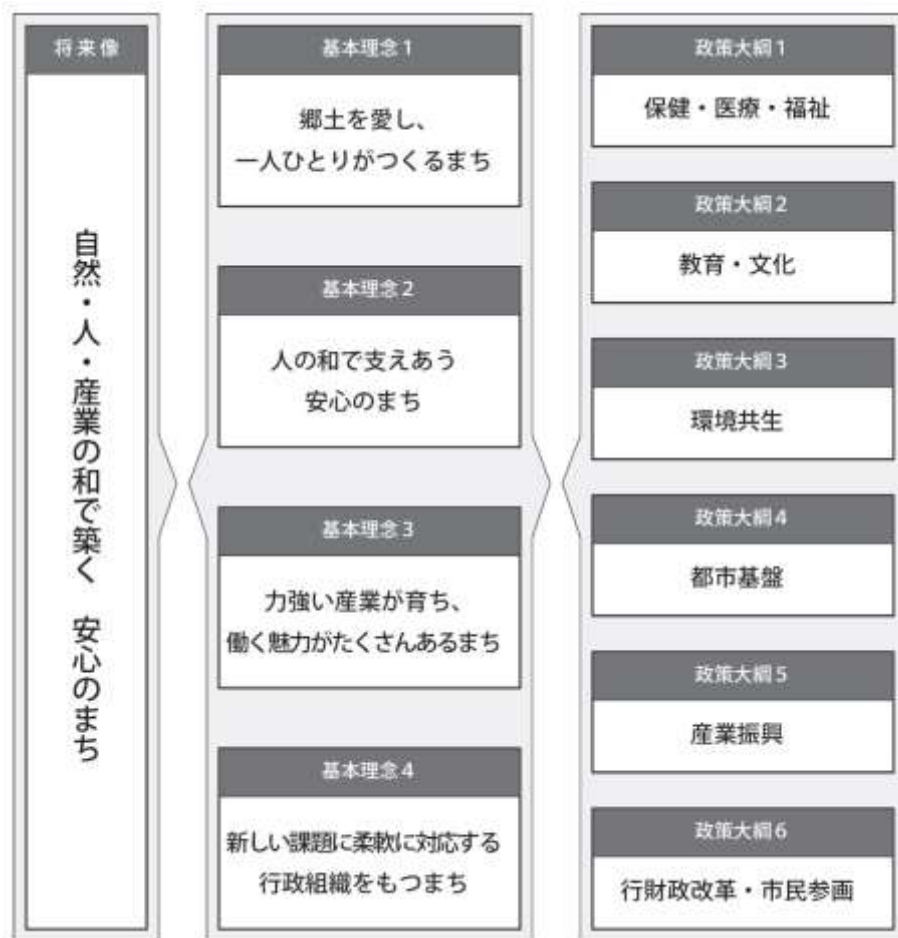 将来像
自然・人・産業の和で築く　安心のまち
基本理念1
郷土を愛し、
一人ひとりがつくるまち
基本理念2
人の和で支えあう
安心のまち
基本理念3
力強い産業が育ち、
働く魅力がたくさんあるまち
基本理念4
新しい課題に柔軟に対応する
行政組織をもつまち
政策大綱1
保健・医療・福祉
政策大綱2
教育・文化
政策大綱3
環境共生
政策大綱4
都市基盤
政策大綱5
産業振興
政策大綱6
行財政改革・市民参画